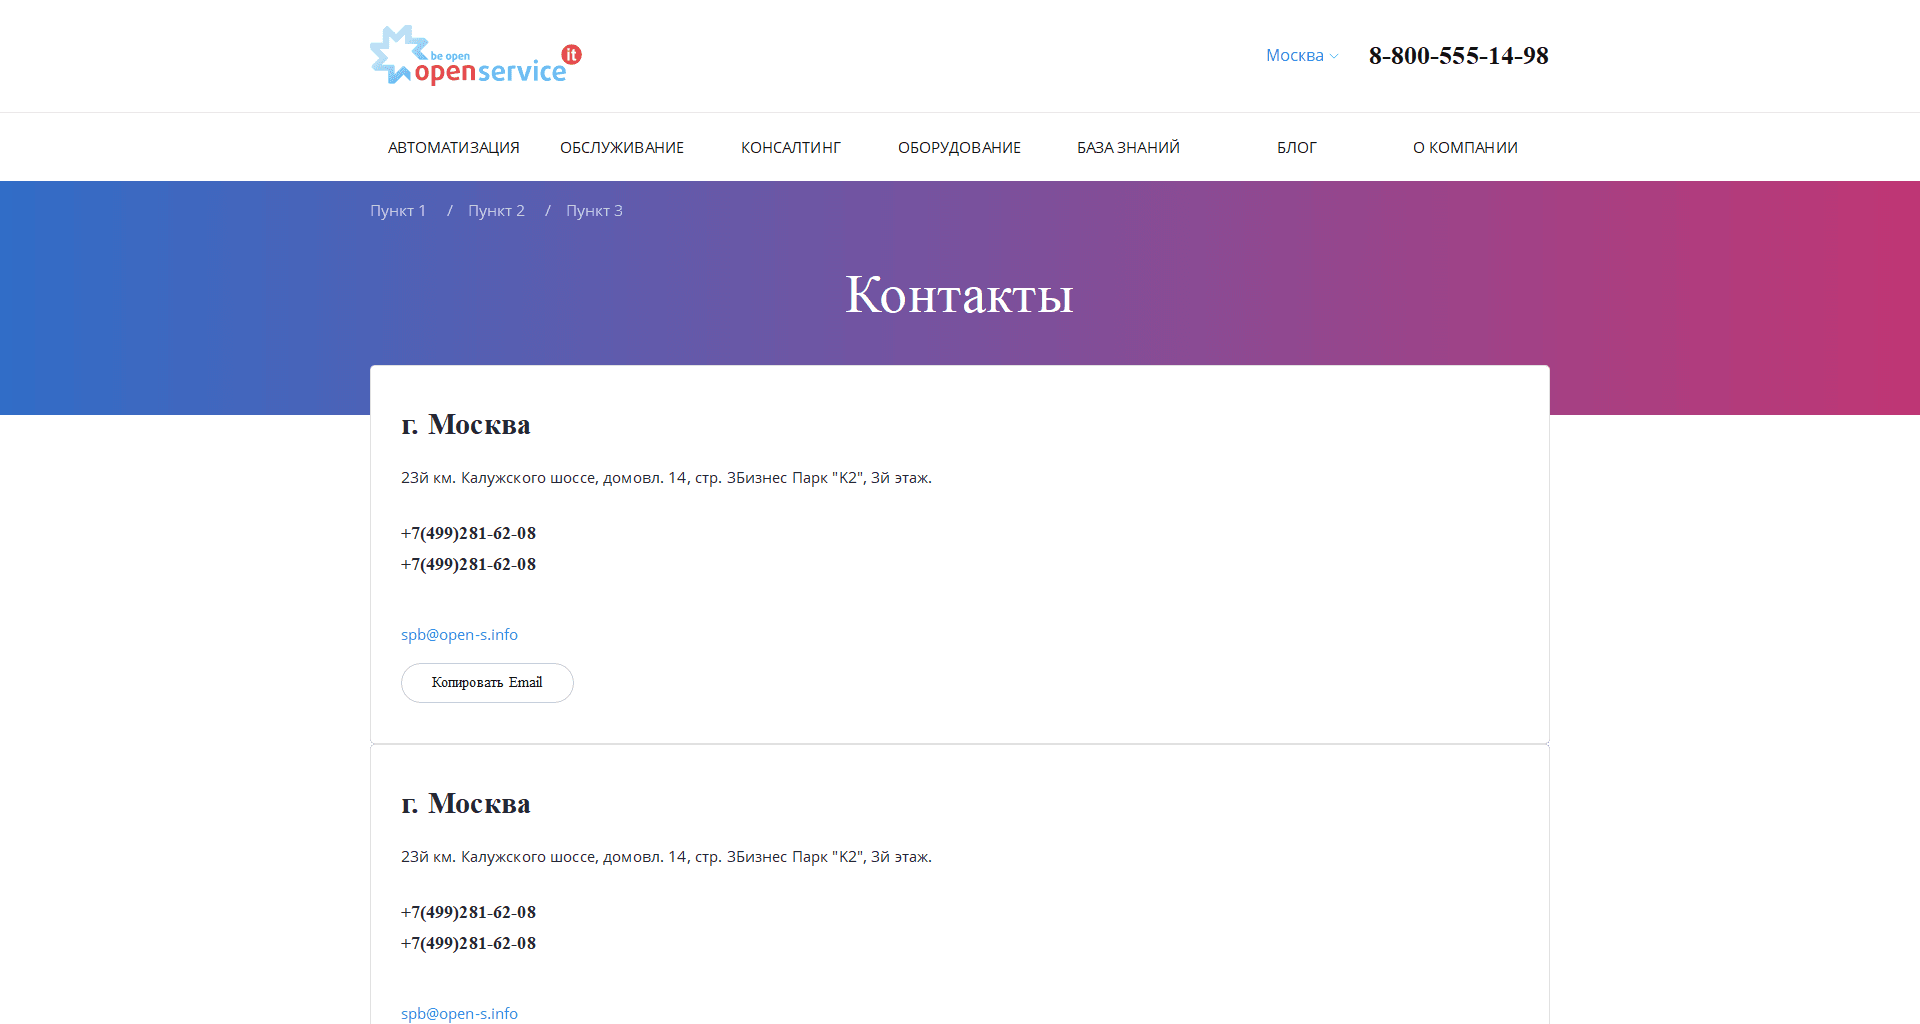 be open
openservice it
Москва
8-800-555-14-98
АВТОМАТИЗАЦИЯ ОБСЛУЖИВАНИЕ КОНСАЛТИНГ ОБОРУДОВАНИЕ БАЗА ЗНАНИЙ БЛОГ О КОМПАНИИ
Пункт 1 / Пункт 2 / Пункт 3
Контакты
г. Москва
23й км. Калужского шоссе, домовл. 14, стр. 3Бизнес Парк "К2", 3й этаж.
+7(499)281-62-08
+7(499)281-62-08
spb@open-s.info
Копировать Email
г. Москва
23й км. Калужского шоссе, домовл. 14, стр. 3Бизнес Парк "К2", 3й этаж.
+7(499)281-62-08
+7(499)281-62-08
spb@open-s.info